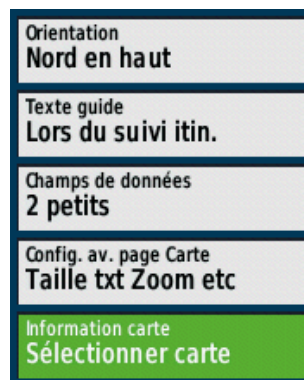 Orientation
Nord en haut
Texte guide
Lors du suivi itin.
Champs de données
2 petits
Config. av. page Carte
Taille txt Zoom etc
Information carte
Sélectionner carte